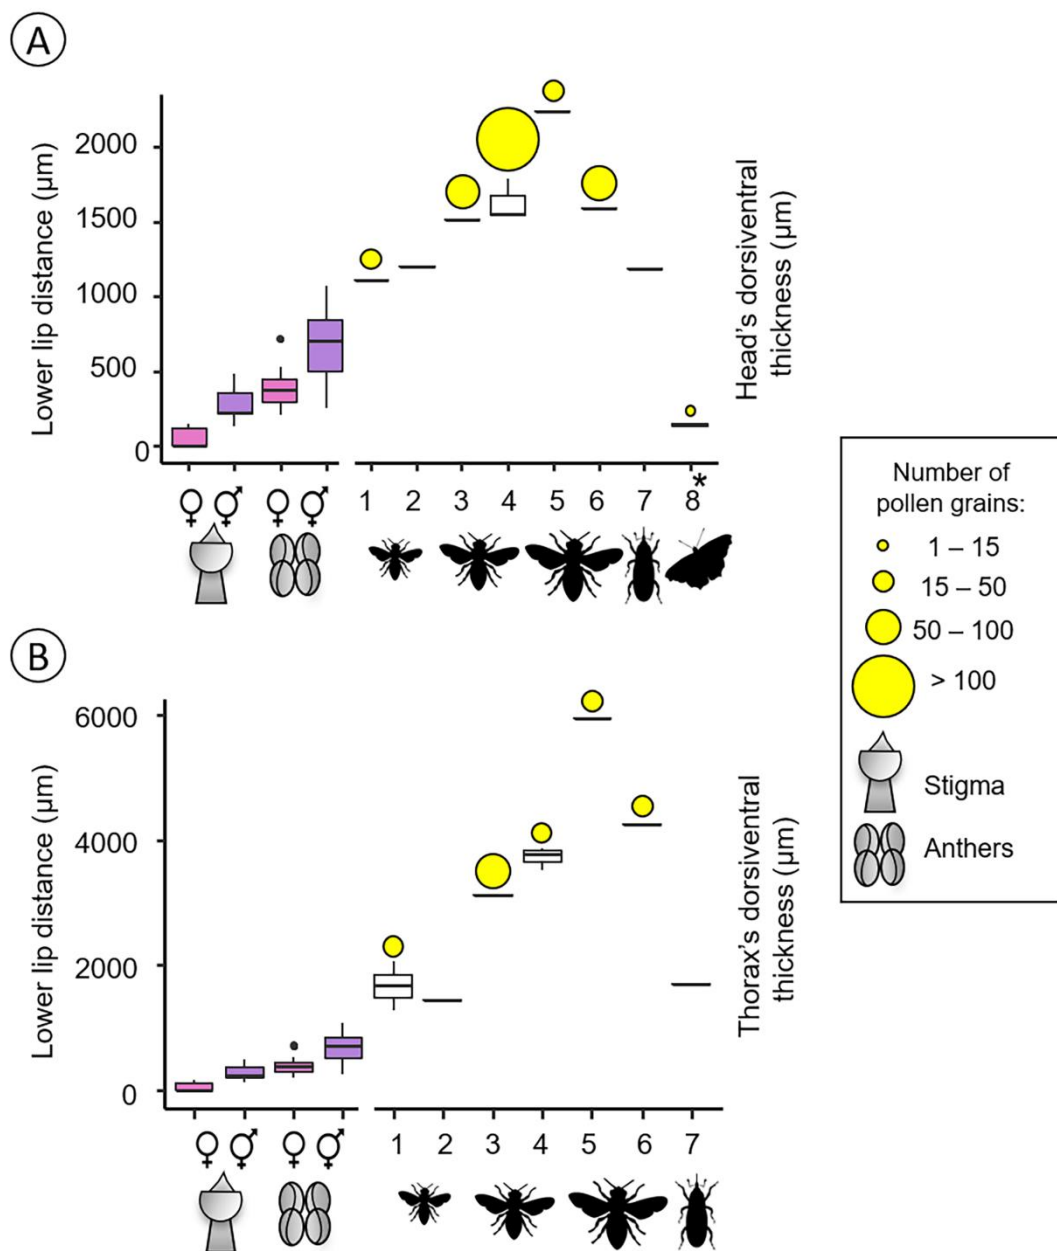 A
Lower lip distance (µm)
2000
1500
1000
500
0
Head's dorsiventral
thickness (µm)
♀ ⚥ ♀ ⚥ 1 2 3 4 5 6 7 8*
Number of
pollen grains:
1 – 15
15 – 50
50 – 100
> 100
Stigma
Anthers
B
Lower lip distance (µm)
6000
4000
2000
0
Thorax's dorsiventral
thickness (µm)
♀ ⚥ ♀ ⚥ 1 2 3 4 5 6 7